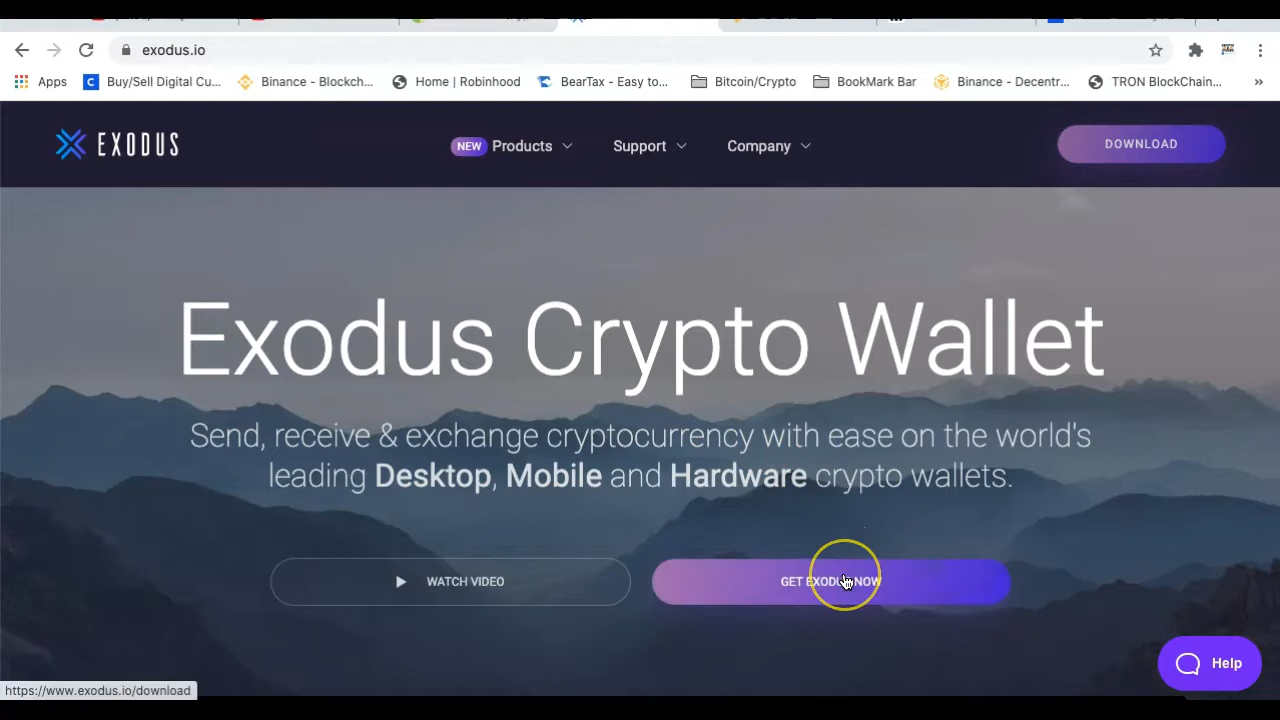 exodus.io
Apps Buy/Sell Digital Cu... Binance - Blockch... Home | Robinhood BearTax - Easy to... Bitcoin/Crypto BookMark Bar Binance - Decentr... TRON BlockChain... »
EXODUS NEW Products Support Company DOWNLOAD
Exodus Crypto Wallet
Send, receive & exchange cryptocurrency with ease on the world's
leading Desktop, Mobile and Hardware crypto wallets.
WATCH VIDEO GET EXODUS NOW
Help
https://www.exodus.io/download